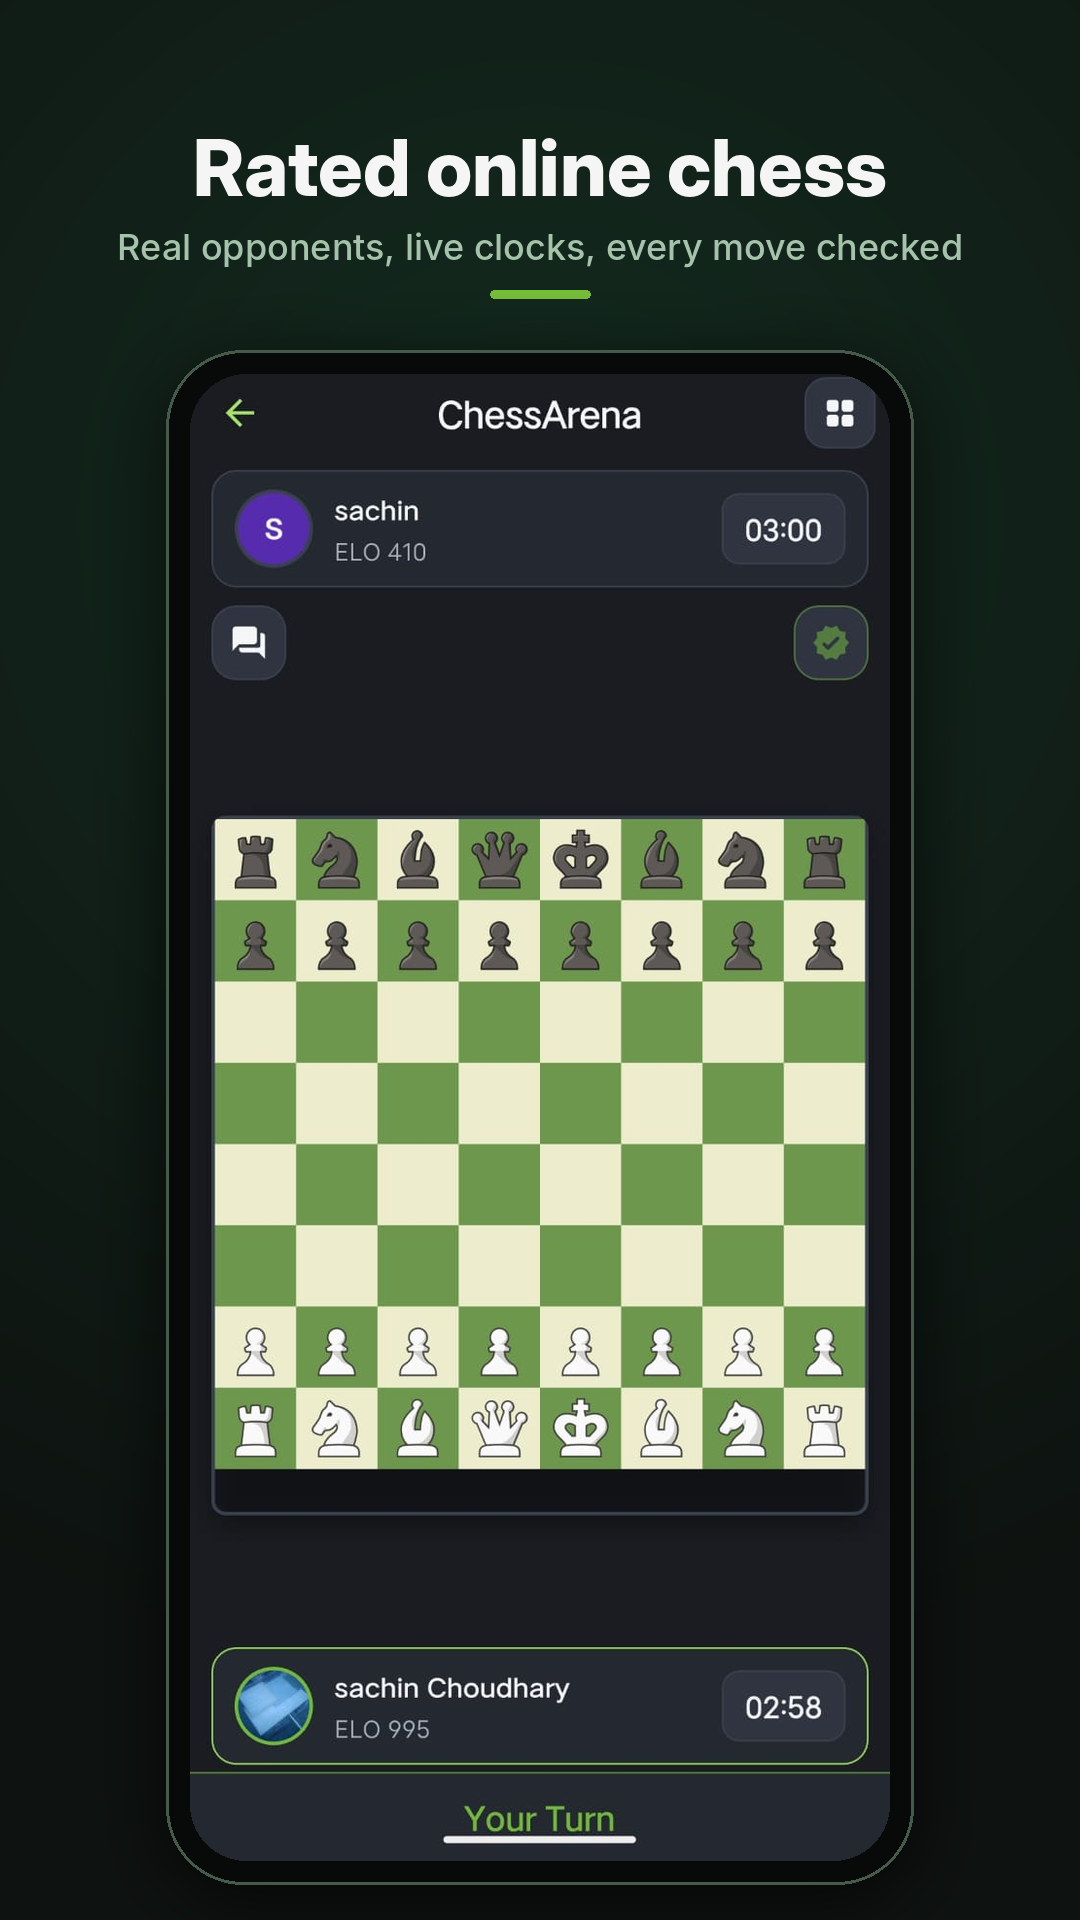 Rated online chess
Real opponents, live clocks, every move checked
ChessArena
S
sachin
ELO 410
03:00
sachin Choudhary
ELO 995
02:58
Your Turn